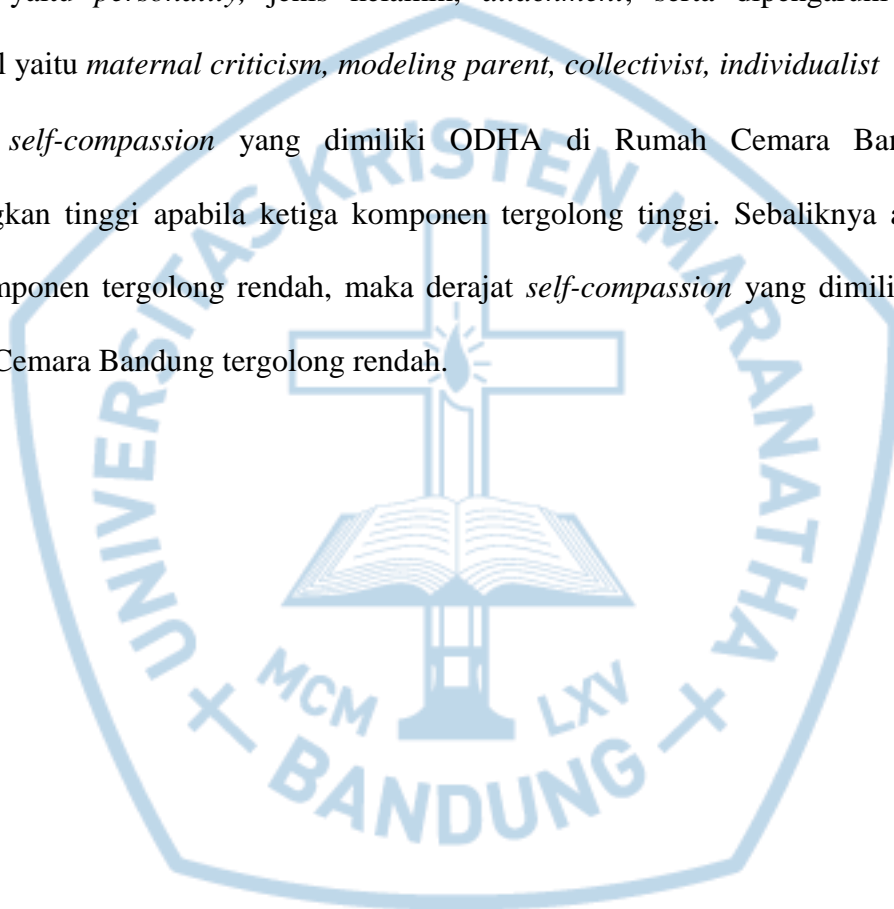 yaitu personality, jenis kelamin, attachment, serta dipengaruhi
l yaitu maternal criticism, modeling parent, collectivist, individualist
self-compassion yang dimiliki ODHA di Rumah Cemara Ban
gkan tinggi apabila ketiga komponen tergolong tinggi. Sebaliknya a
mponen tergolong rendah, maka derajat self-compassion yang dimili
Cemara Bandung tergolong rendah.
UNIVERSITAS KRISTEN MARANATHA
MCM LXV
BANDUNG